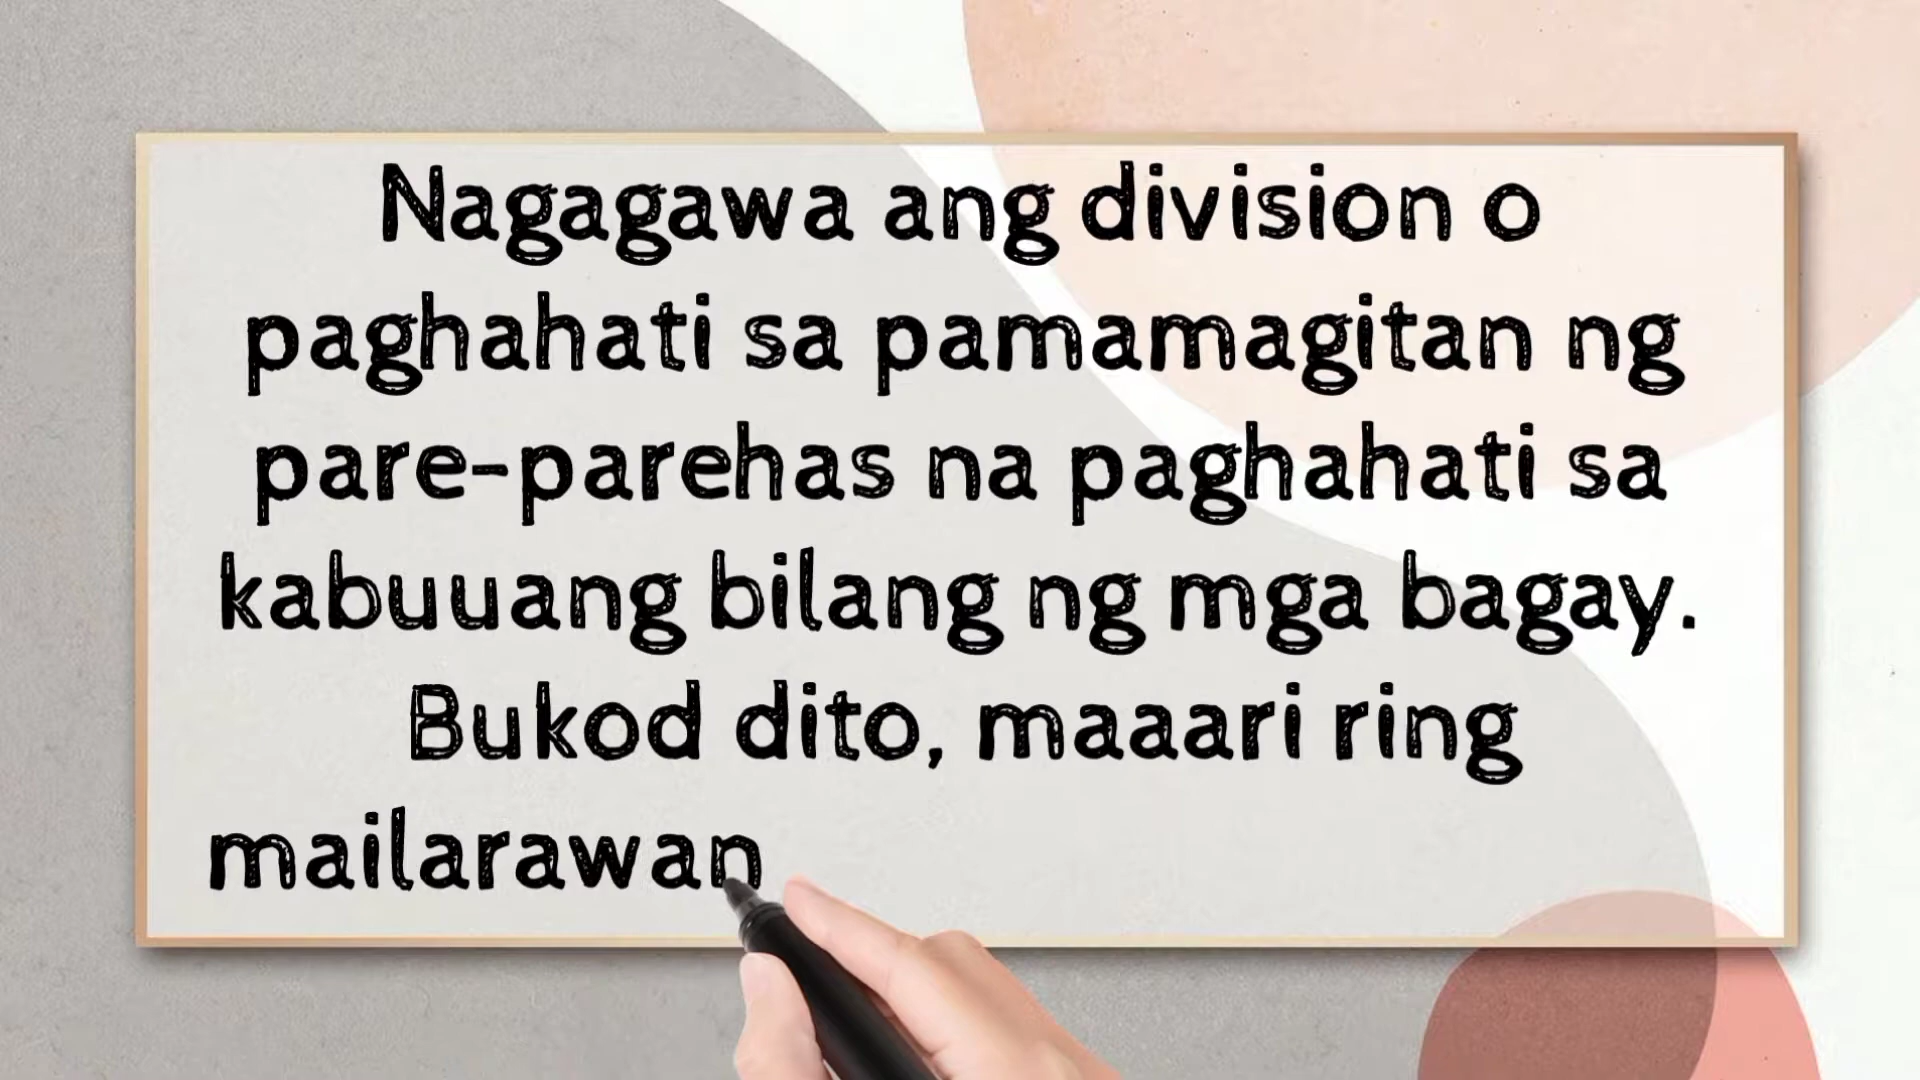 Nagagawa ang division o
paghahati sa pamamagitan ng
pare-parehas na paghahati sa
kabuuang bilang ng mga bagay.
Bukod dito, maaari ring
mailarawan